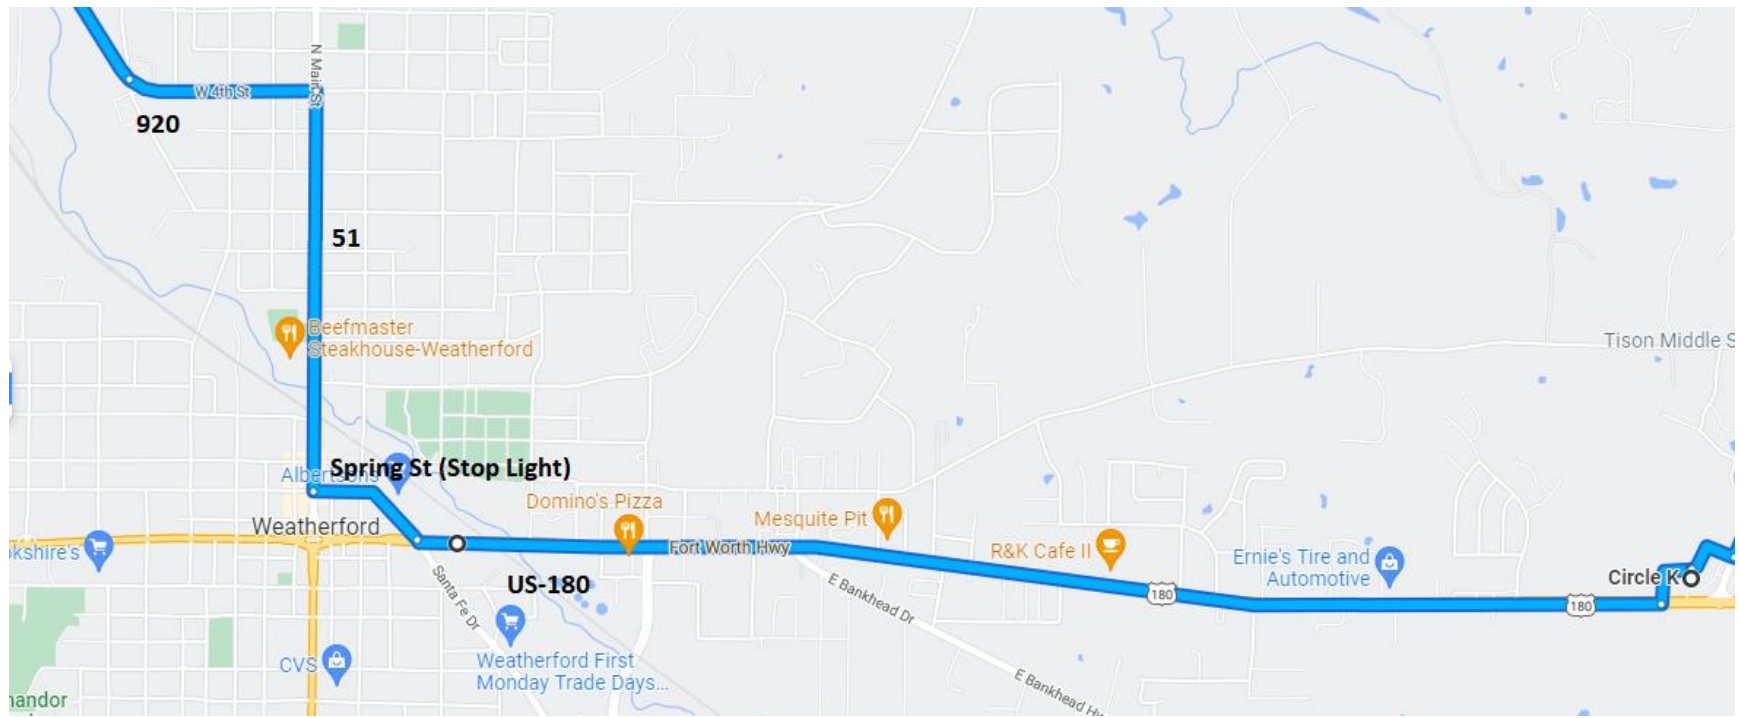 N Main St
W 4th St
920
51
Beefmaster
Steakhouse-Weatherford
Tison Middle S
Spring St (Stop Light)
Albertsons
Domino's Pizza
Mesquite Pit
Weatherford
okshire's
Fort Worth Hwy
R&K Cafe II
Ernie's Tire and
Automotive
Circle K
US-180
Santa Fe Dr
E Bankhead Dr
180
180
CVS
Weatherford First
Monday Trade Days...
E Bankhead Hw
handor